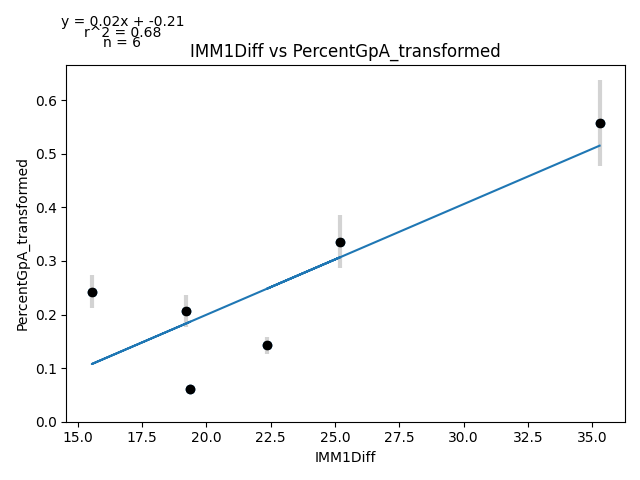 y = 0.02x + -0.21
r^2 = 0.68
n = 6
IMM1Diff vs PercentGpA_transformed
PercentGpA_transformed
0.6
0.5
0.4
0.3
0.2
0.1
0.0
15.0 17.5 20.0 22.5 25.0 27.5 30.0 32.5 35.0
IMM1Diff